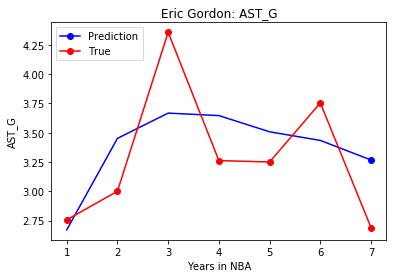 Eric Gordon: AST_G
Prediction
True
4.25
4.00
3.75
3.50
3.25
3.00
2.75
AST_G
1 2 3 4 5 6 7
Years in NBA